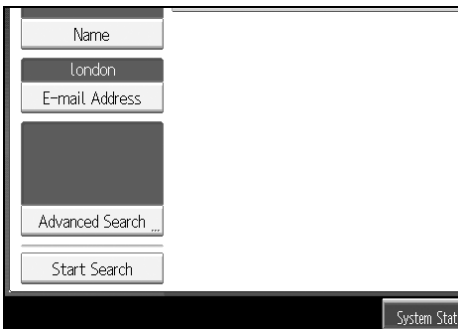 Name
london
E-mail Address
Advanced Search ...
Start Search
System Stat